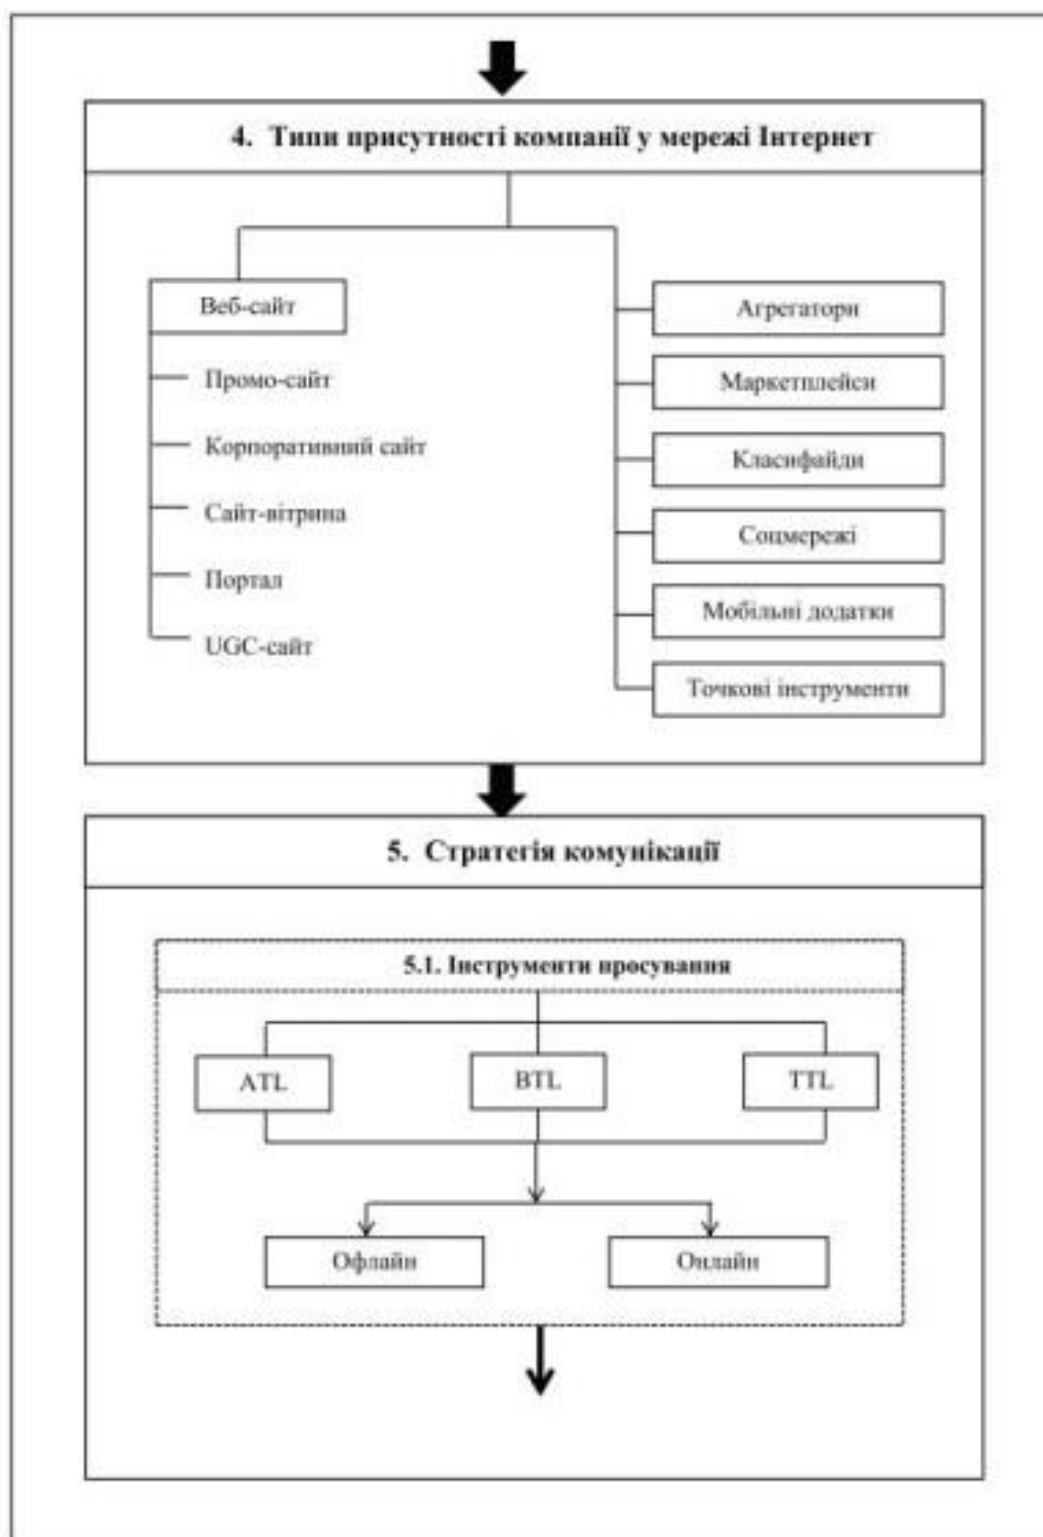 4. Типи присутності компанії у мережі Інтернет
Веб-сайт
Промо-сайт
Корпоративний сайт
Сайт-вітрина
Портал
UGC-сайт
Агрегатори
Маркетплейси
Класифайди
Соцмережі
Мобільні додатки
Точкові інструменти
5. Стратегія комунікації
5.1. Інструменти просування
ATL
BTL
TTL
Офлайн
Онлайн